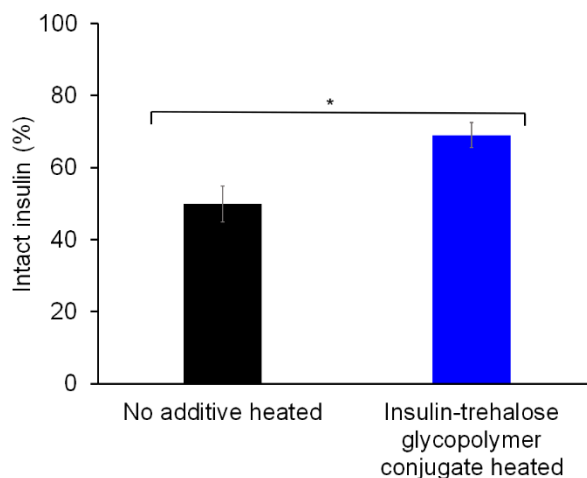 100
80
60
40
20
0
Intact insulin (%)
*
No additive heated
Insulin-trehalose
glycopolymer
conjugate heated